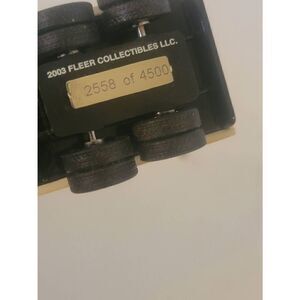 2003 FLEER COLLECTIBLES LLC.
2558 of 4500